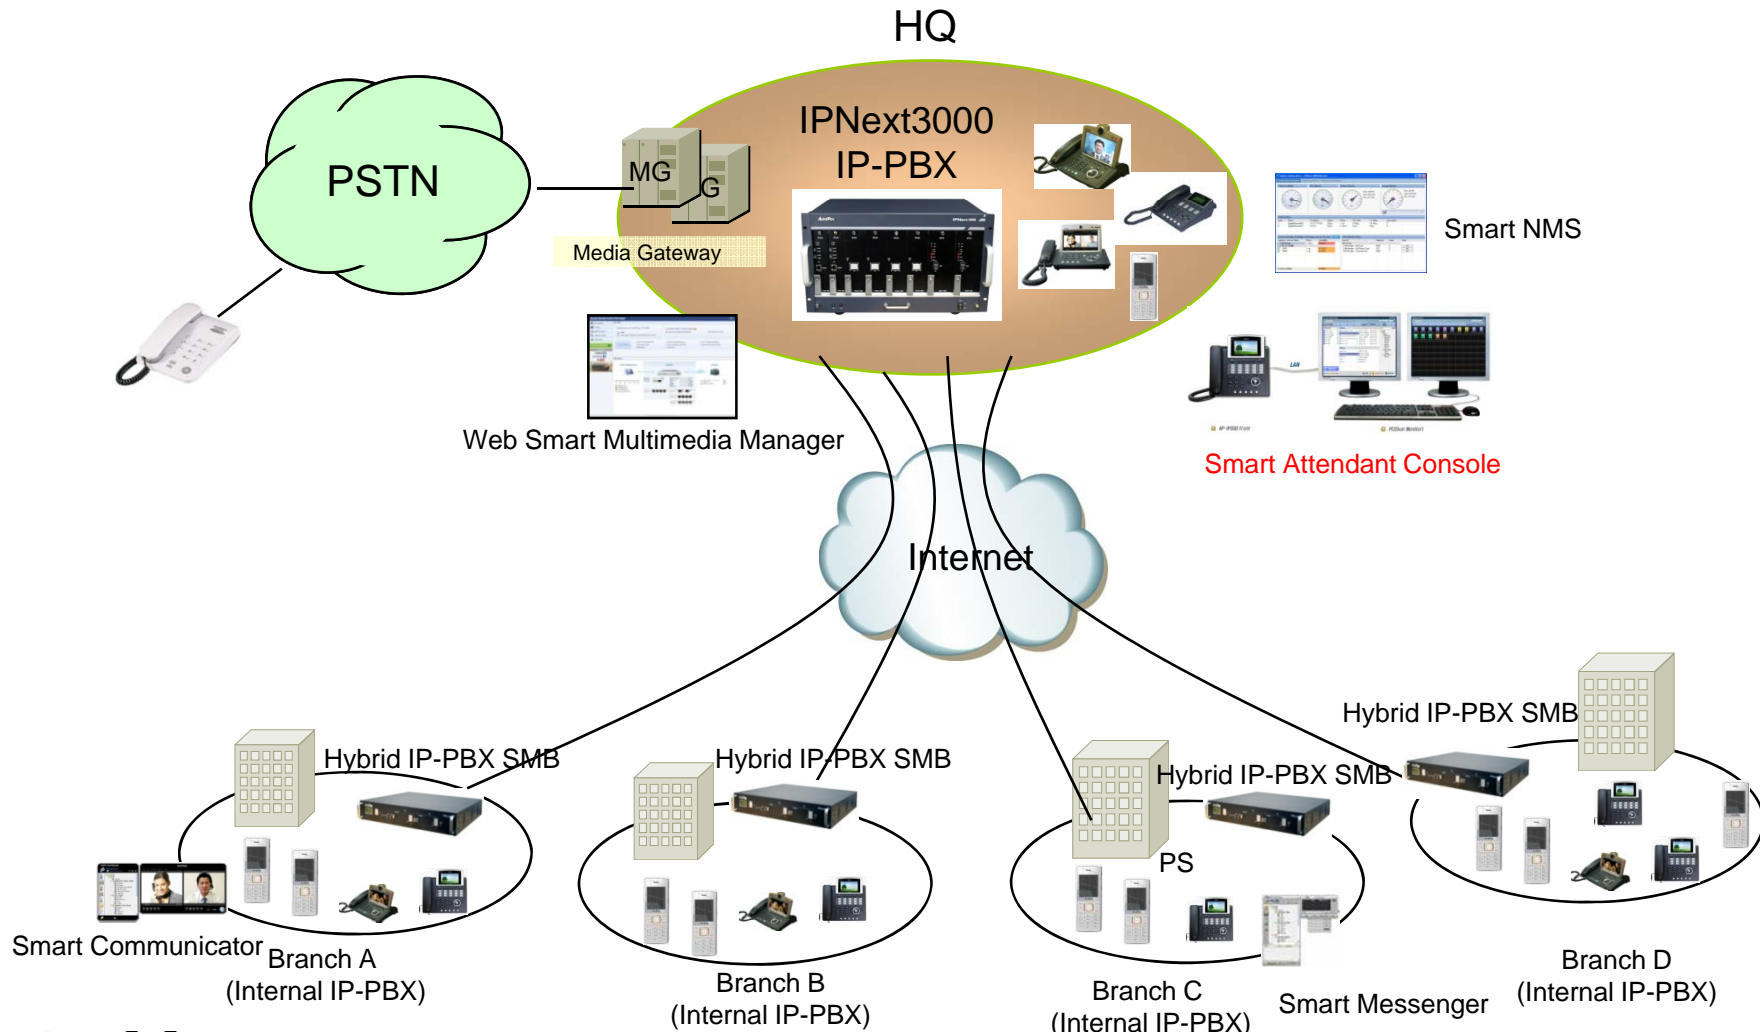 HQ
IPNext3000
IP-PBX
PSTN
MG
G
Media Gateway
Smart NMS
LAN
Web Smart Multimedia Manager
Smart Attendant Console
Internet
Hybrid IP-PBX SMB
Hybrid IP-PBX SMB
Hybrid IP-PBX SMB
Hybrid IP-PBX SMB
PS
Smart Communicator
Branch A
(Internal IP-PBX)
Branch B
(Internal IP-PBX)
Branch C
(Internal IP-PBX)
Smart Messenger
Branch D
(Internal IP-PBX)